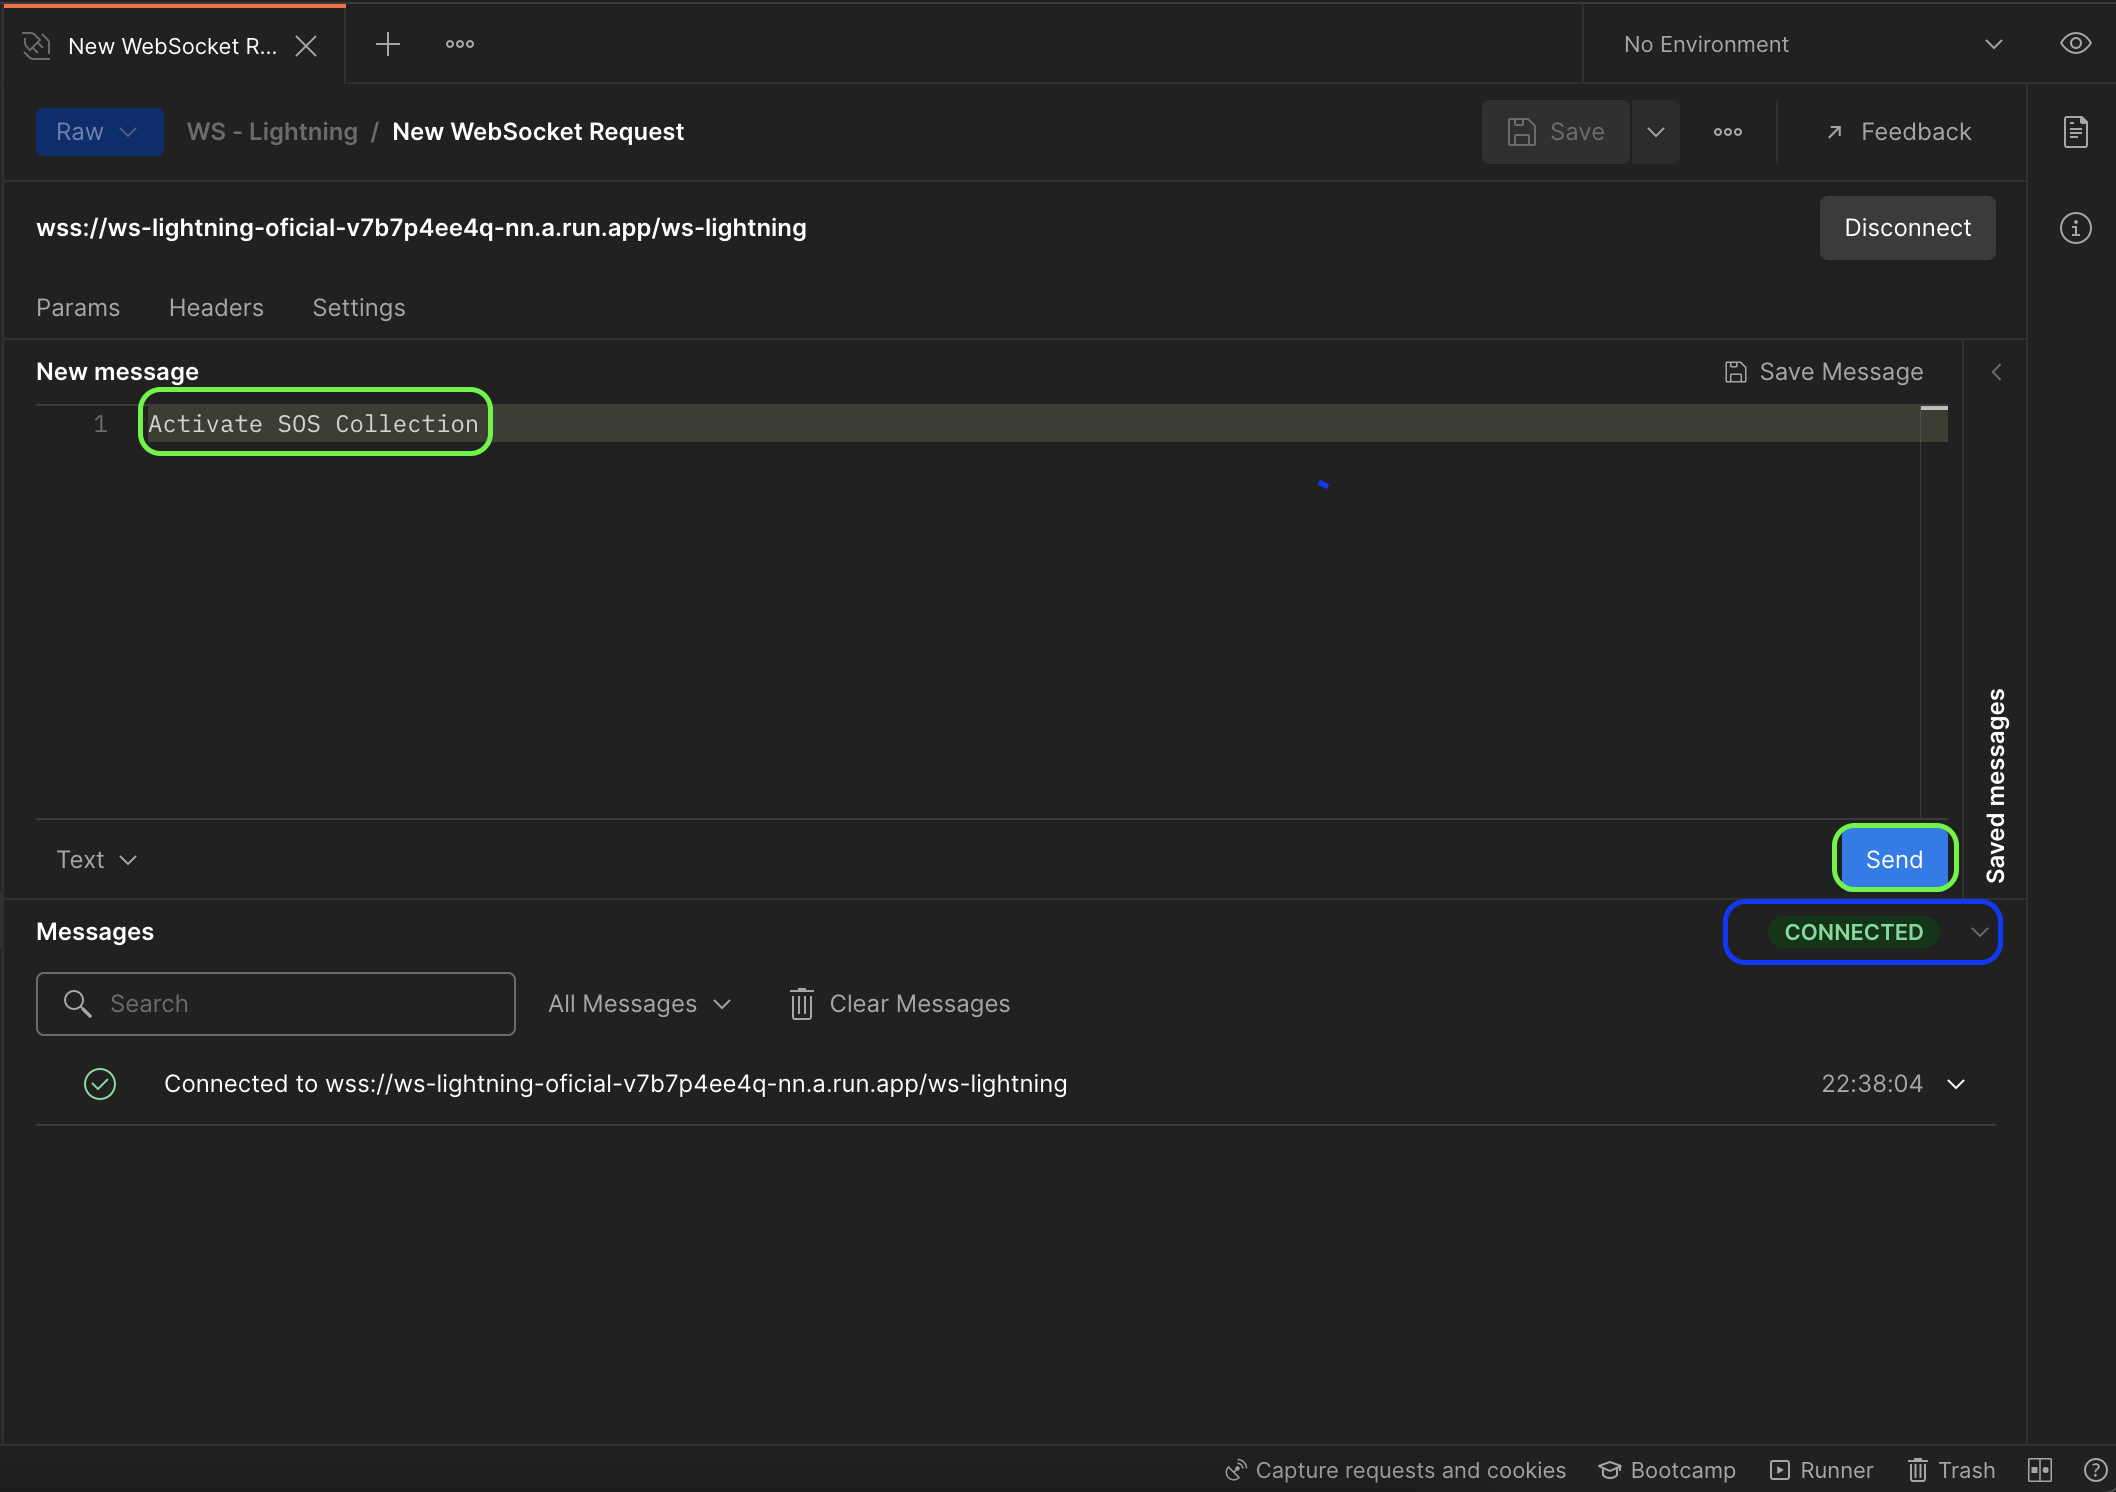 New WebSocket R...
No Environment
Raw
WS - Lightning / New WebSocket Request
Save
Feedback
wss://ws-lightning-oficial-v7b7p4ee4q-nn.a.run.app/ws-lightning
Disconnect
Params Headers Settings
New message
Save Message
1 Activate SOS Collection
Saved messages
Text
Send
Messages
CONNECTED
Search
All Messages
Clear Messages
Connected to wss://ws-lightning-oficial-v7b7p4ee4q-nn.a.run.app/ws-lightning
22:38:04
Capture requests and cookies Bootcamp Runner Trash